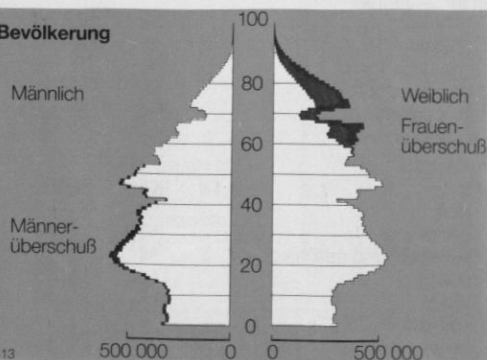 Bevölkerung
Männlich
Weiblich
Frauen-
überschuß
Männer-
überschuß
100
80
60
40
20
0
500 000 0
0 500 000